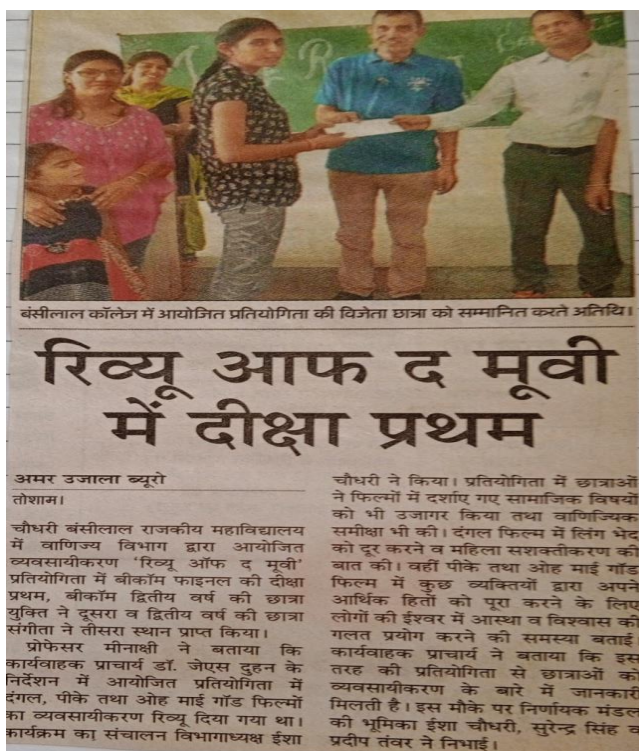 बंसीलाल कॉलेज में आयोजित प्रतियोगिता की विजेता छात्रा को सम्मानित करते अतिथि।
रिव्यू आफ द मूवी
में दीक्षा प्रथम
अमर उजाला ब्यूरो
तोशाम।
चौधरी बंसीलाल राजकीय महाविद्यालय
में वाणिज्य विभाग द्वारा आयोजित
व्यवसायीकरण ‘रिव्यू ऑफ द मूवी’
प्रतियोगिता में बीकॉम फाइनल की दीक्षा
प्रथम, बीकॉम द्वितीय वर्ष की छात्रा
युक्ति ने दूसरा व द्वितीय वर्ष की छात्रा
संगीता ने तीसरा स्थान प्राप्त किया।
प्रोफेसर मीनाक्षी ने बताया कि
कार्यवाहक प्राचार्य डॉ. जेएस दुहन के
निर्देशन में आयोजित प्रतियोगिता में
दंगल, पीके तथा ओह माई गॉड फिल्मों
का व्यवसायीकरण रिव्यू दिया गया था।
कार्यक्रम का संचालन विभागाध्यक्ष ईशा
चौधरी ने किया। प्रतियोगिता में छात्राओं
ने फिल्मों में दर्शाए गए सामाजिक विषयों
को भी उजागर किया तथा वाणिज्यिक
समीक्षा भी की। दंगल फिल्म में लिंग भेद
को दूर करने व महिला सशक्तीकरण की
बात की। वहीं पीके तथा ओह माई गॉड
फिल्म में कुछ व्यक्तियों द्वारा अपने
आर्थिक हितों को पूरा करने के लिए
लोगों की ईश्वर में आस्था व विश्वास का
गलत प्रयोग करने की समस्या बताई
कार्यवाहक प्राचार्य ने बताया कि इस
तरह की प्रतियोगिता से छात्राओं को
व्यवसायीकरण के बारे में जानकारी
मिलती है। इस मौके पर निर्णायक मंडल
की भूमिका ईशा चौधरी, सुरेन्द्र सिंह
प्रदीप तंवर ने निभाई।